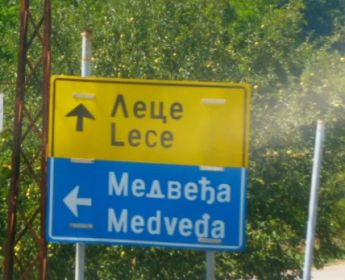 Леце
Lece
Медвеђа
Medveđa